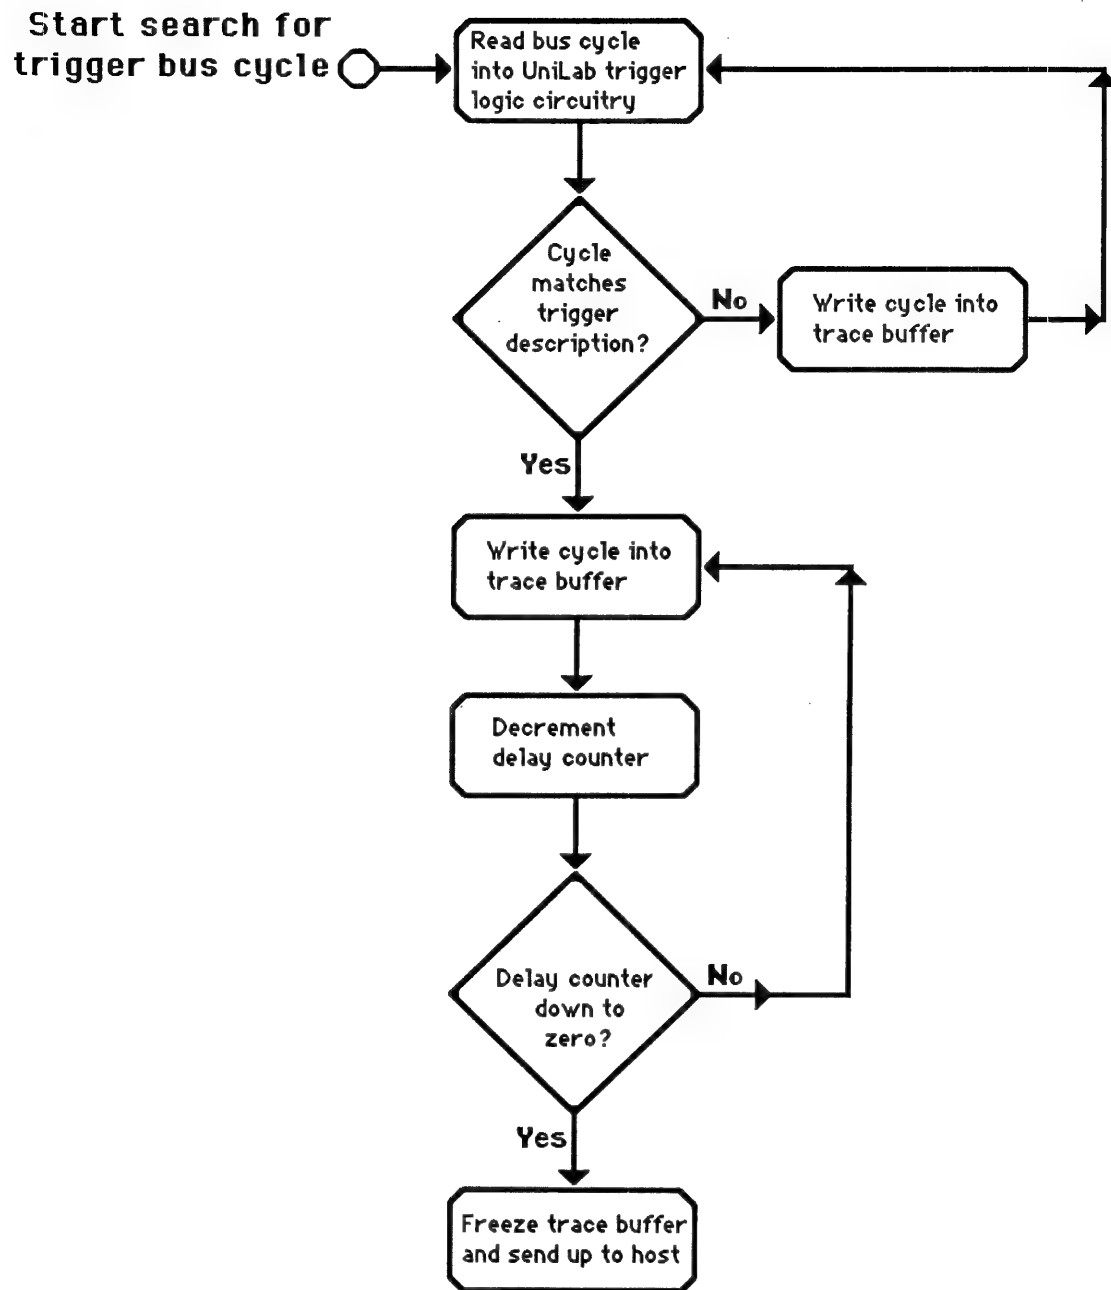 Start search for
trigger bus cycle
Read bus cycle
into UniLab trigger
logic circuitry
Cycle
matches
trigger
description?
No
Write cycle into
trace buffer
Yes
Write cycle into
trace buffer
Decrement
delay counter
Delay counter
down to
zero?
No
Yes
Freeze trace buffer
and send up to host